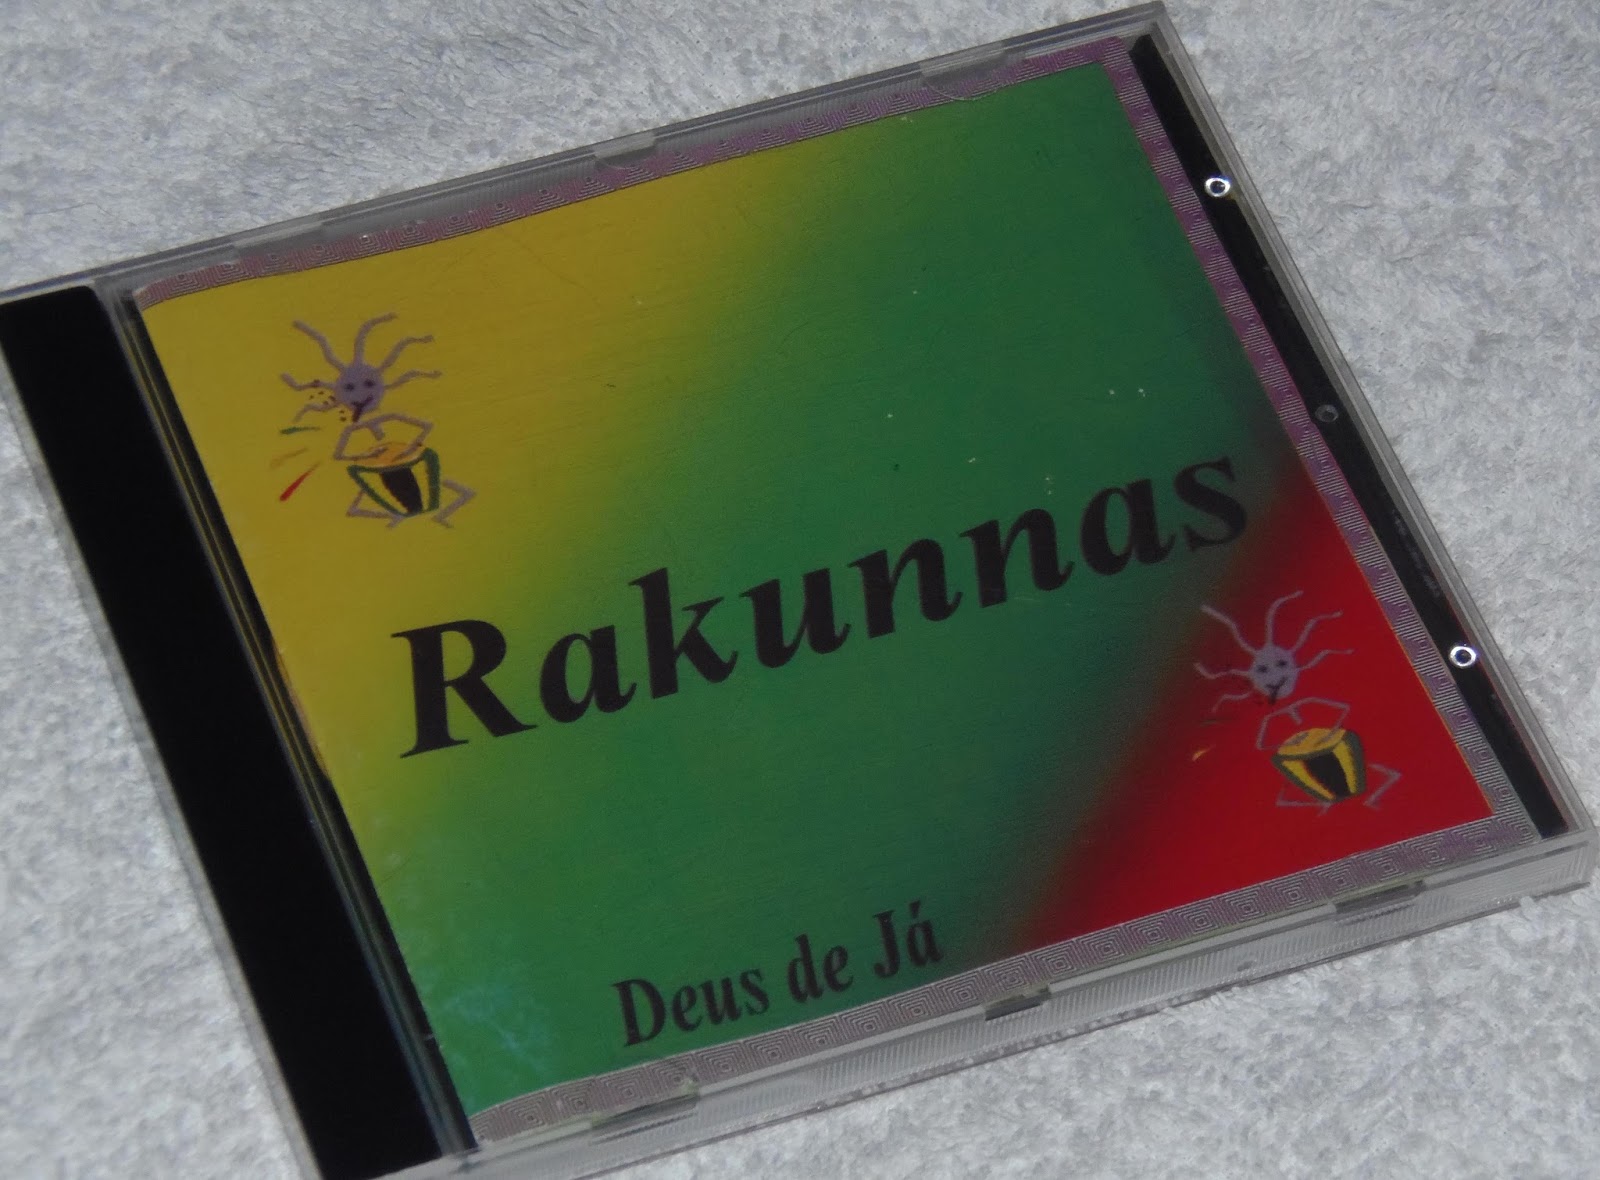 Rakunnas
Deus de Já